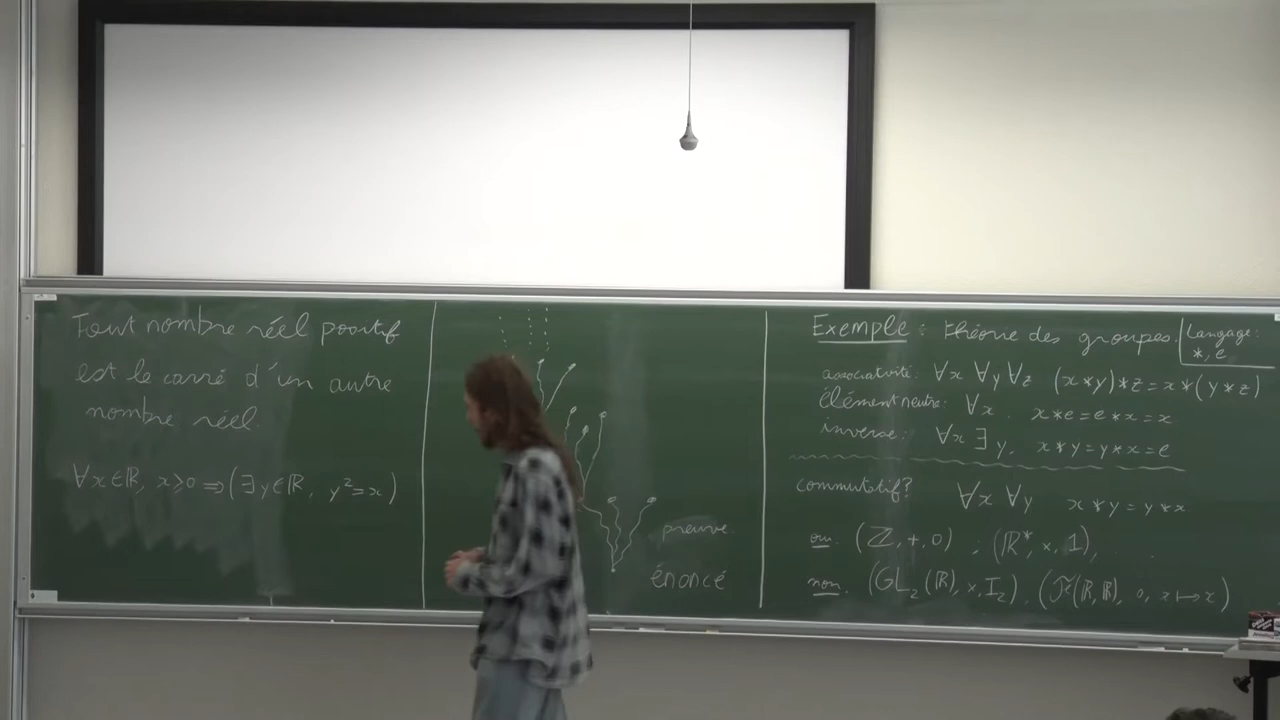 Tout nombre réel positif
est le carré d'un autre
nombre réel.
∀x∈ℝ, x⩾0 ⇒ (∃y∈ℝ, y²=x)
preuve.
énoncé
Exemple : théorie des groupes.
Langage:
*, e
associativité: ∀x ∀y ∀z (x*y)*z=x*(y*z)
élément neutre: ∀x. x*e=e*x=x
inverse: ∀x ∃y, x*y=y*x=e
commutatif? ∀x ∀y x*y=y*x
oui. (ℤ,+,0) ; (ℝ*,×,1), . .
non. (GL₂(ℝ),×,I₂). (ℱ(ℝ,ℝ), ∘, x↦x)